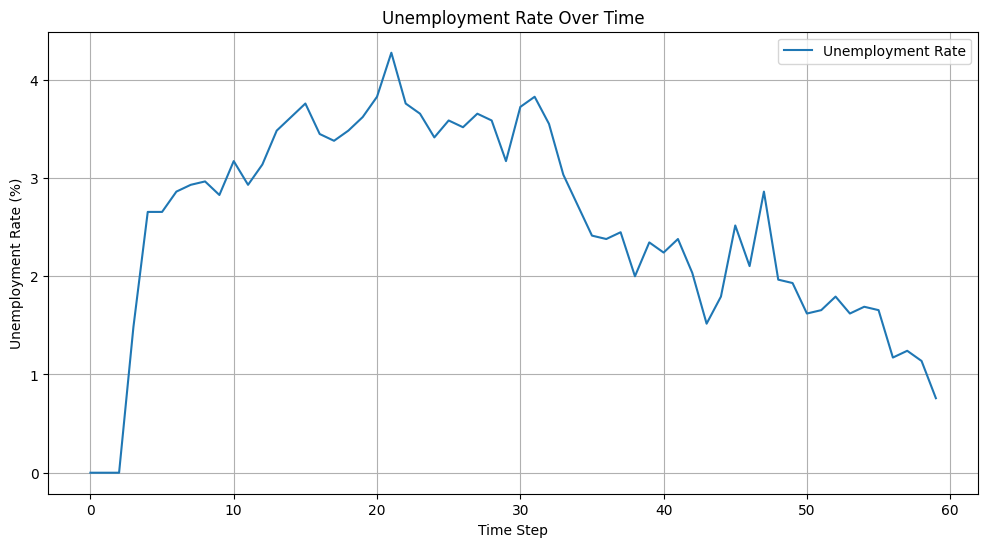 Unemployment Rate Over Time
Unemployment Rate
Unemployment Rate (%)
4
3
2
1
0
0 10 20 30 40 50 60
Time Step